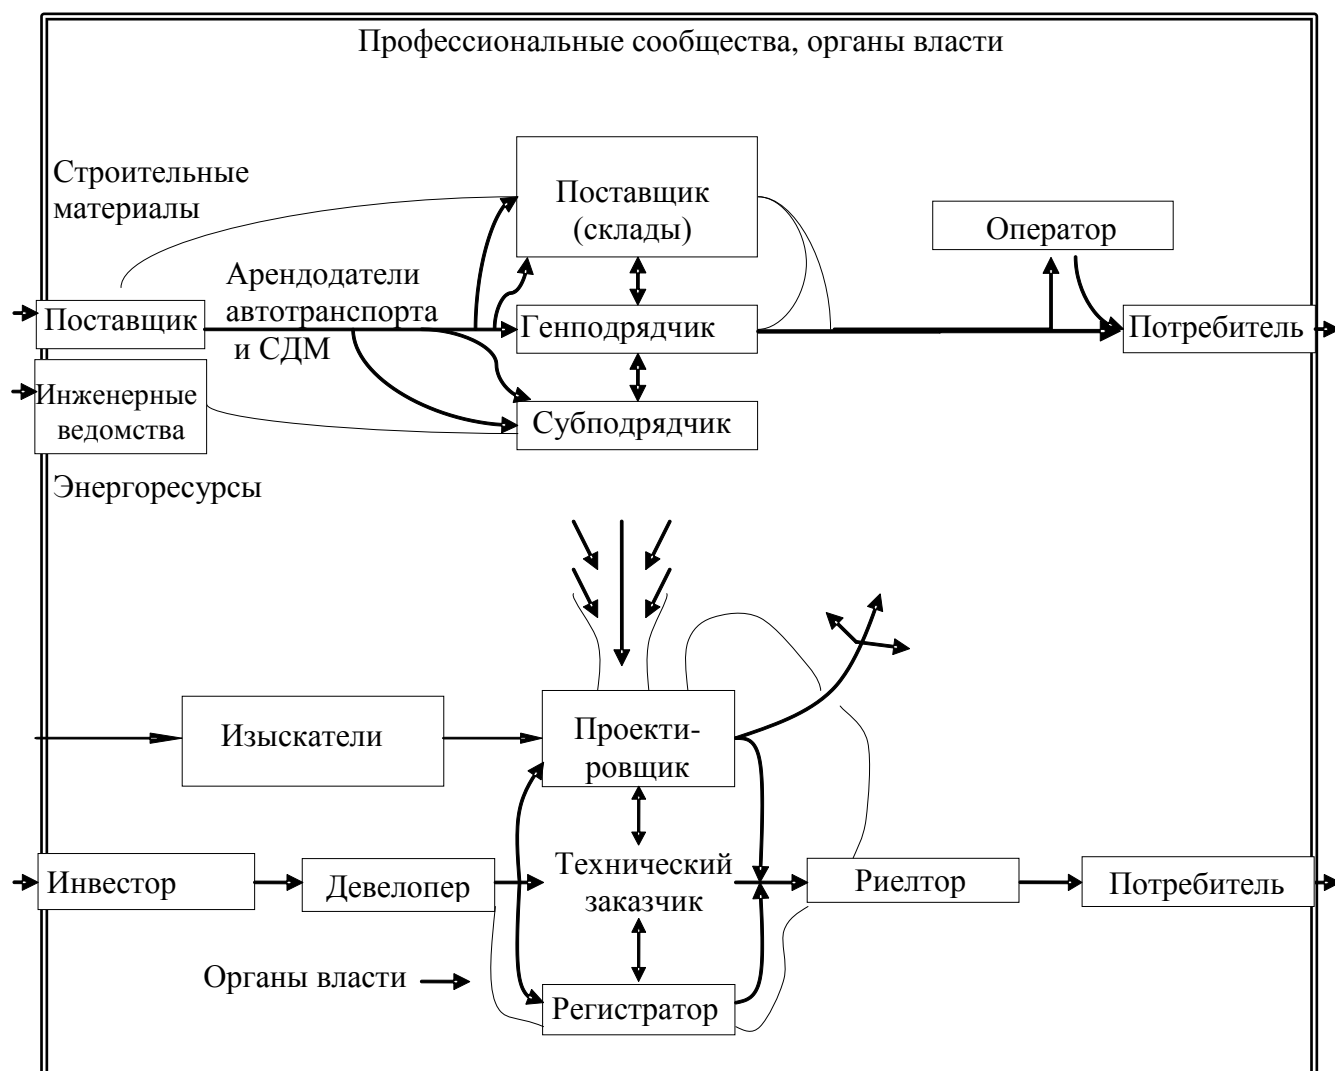 Профессиональные сообщества, органы власти
Строительные
материалы
Поставщик
(склады)
Оператор
Арендодатели
автотранспорта
и СДМ
Поставщик
Генподрядчик
Потребитель
Инженерные
ведомства
Субподрядчик
Энергоресурсы
Изыскатели
Проекти-
ровщик
Инвестор
Девелопер
Технический
заказчик
Риелтор
Потребитель
Органы власти
Регистратор